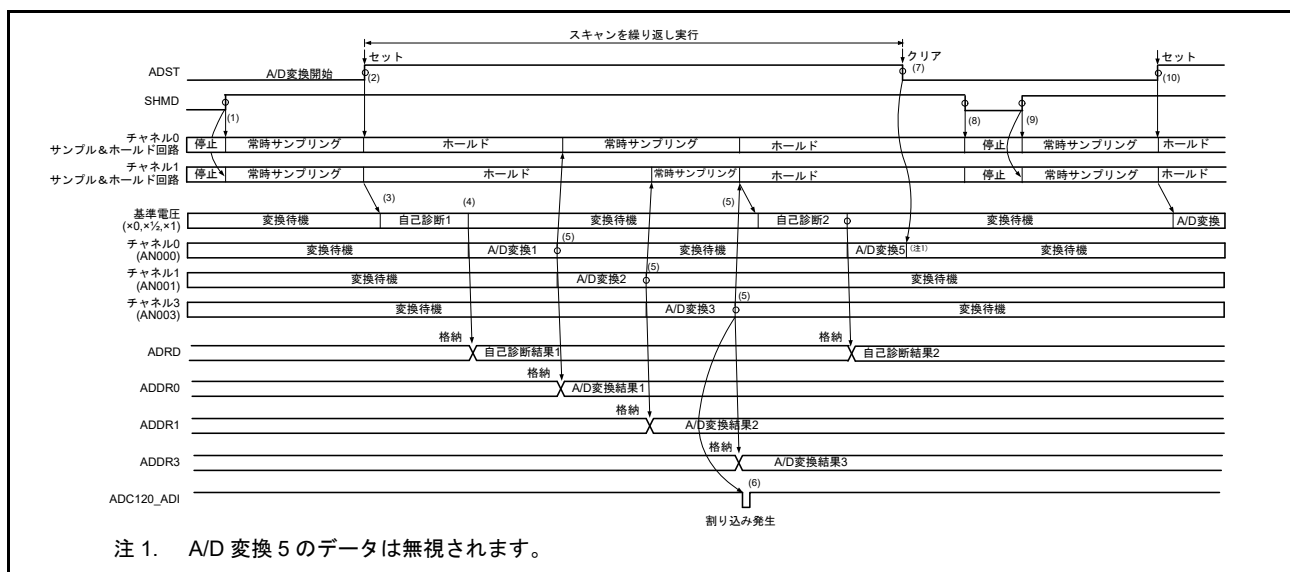 スキャンを繰り返し実行
セット クリア セット
ADST A/D変換開始 (2) (7) (10)
SHMD (1) (8) (9)
チャネル0 サンプル&ホールド回路 停止 常時サンプリング ホールド 常時サンプリング ホールド 停止 常時サンプリング ホールド
チャネル1 サンプル&ホールド回路 停止 常時サンプリング ホールド 常時サンプリング ホールド 停止 常時サンプリング ホールド
(3) (4) (5)
基準電圧 (×0,×½,×1) 変換待機 自己診断1 変換待機 自己診断2 変換待機 A/D変換
チャネル0 (AN000) 変換待機 A/D変換1 (5) 変換待機 A/D変換5 (注1) 変換待機
チャネル1 (AN001) 変換待機 A/D変換2 (5) 変換待機
チャネル3 (AN003) 変換待機 A/D変換3 (5) 変換待機
ADRD 格納 自己診断結果1 格納 自己診断結果2
ADDR0 格納 A/D変換結果1
ADDR1 格納 A/D変換結果2
ADDR3 格納 A/D変換結果3
ADC120_ADI (6)
割り込み発生
注 1. A/D 変換 5 のデータは無視されます。